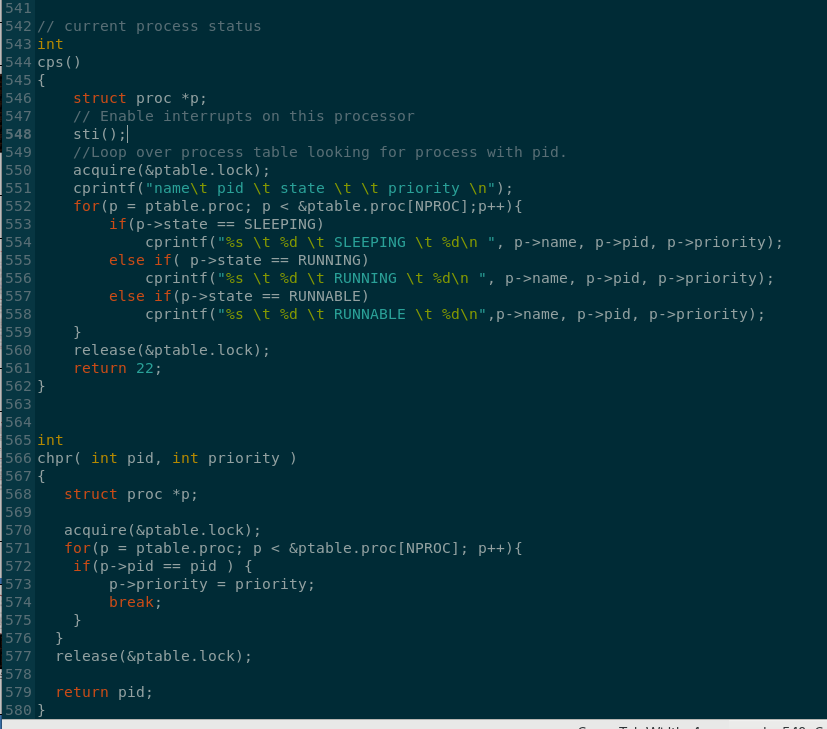 541
542 // current process status
543 int
544 cps()
545 {
546     struct proc *p;
547     // Enable interrupts on this processor
548     sti();
549     //Loop over process table looking for process with pid.
550     acquire(&ptable.lock);
551     cprintf("name\t pid \t state \t \t priority \n");
552     for(p = ptable.proc; p < &ptable.proc[NPROC];p++){
553         if(p->state == SLEEPING)
554             cprintf("%s \t %d \t SLEEPING \t %d\n ", p->name, p->pid, p->priority);
555         else if( p->state == RUNNING)
556             cprintf("%s \t %d \t RUNNING \t %d\n ", p->name, p->pid, p->priority);
557         else if(p->state == RUNNABLE)
558             cprintf("%s \t %d \t RUNNABLE \t %d\n",p->name, p->pid, p->priority);
559     }
560     release(&ptable.lock);
561     return 22;
562 }
563
564
565 int
566 chpr( int pid, int priority )
567 {
568    struct proc *p;
569
570    acquire(&ptable.lock);
571    for(p = ptable.proc; p < &ptable.proc[NPROC]; p++){
572     if(p->pid == pid ) {
573         p->priority = priority;
574         break;
575     }
576   }
577   release(&ptable.lock);
578
579   return pid;
580 }